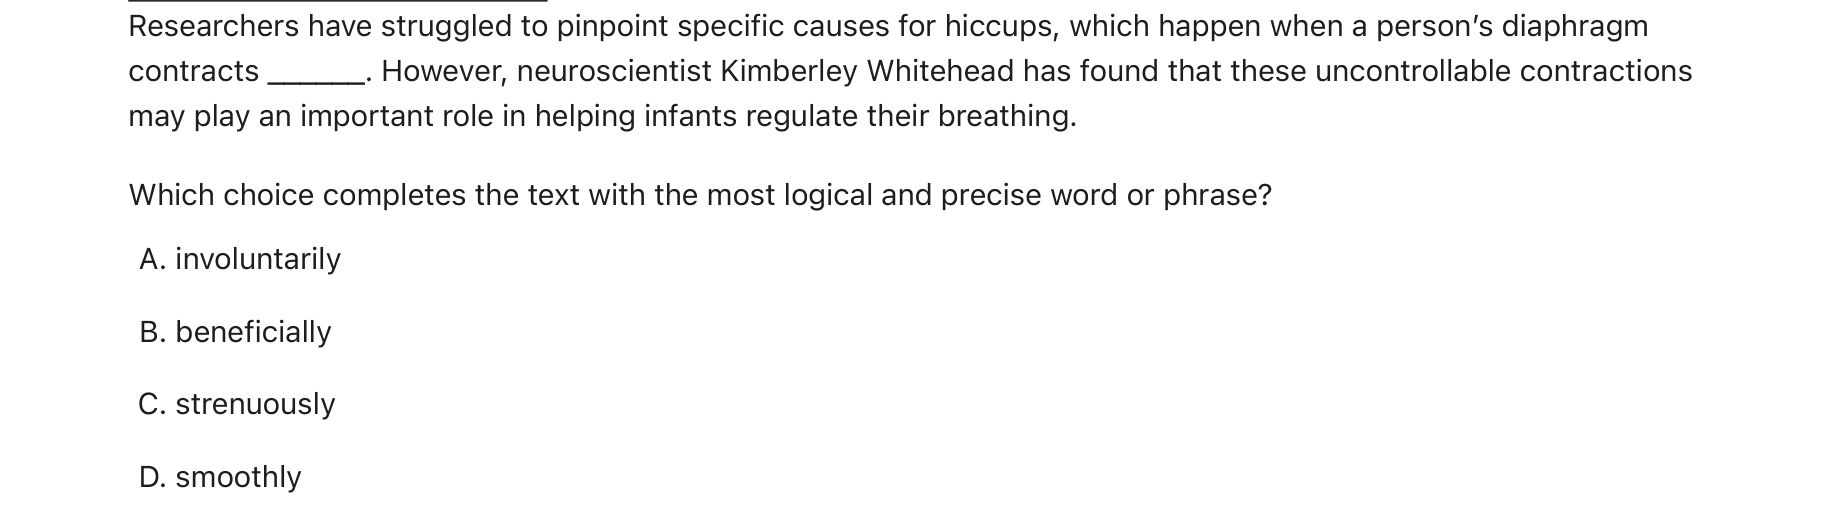 Researchers have struggled to pinpoint specific causes for hiccups, which happen when a person's diaphragm
contracts ______. However, neuroscientist Kimberley Whitehead has found that these uncontrollable contractions
may play an important role in helping infants regulate their breathing.
Which choice completes the text with the most logical and precise word or phrase?
A. involuntarily
B. beneficially
C. strenuously
D. smoothly